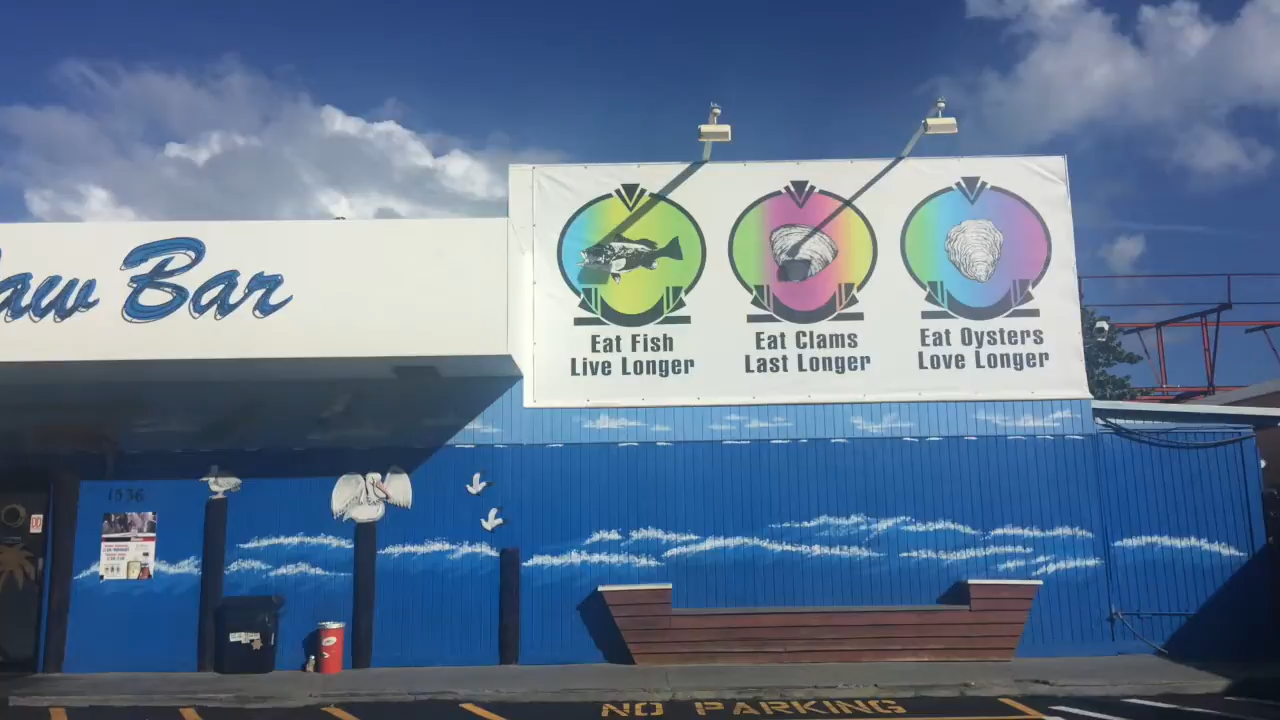 aw Bar
Eat Fish
Live Longer
Eat Clams
Last Longer
Eat Oysters
Love Longer
1536
NO PARKING